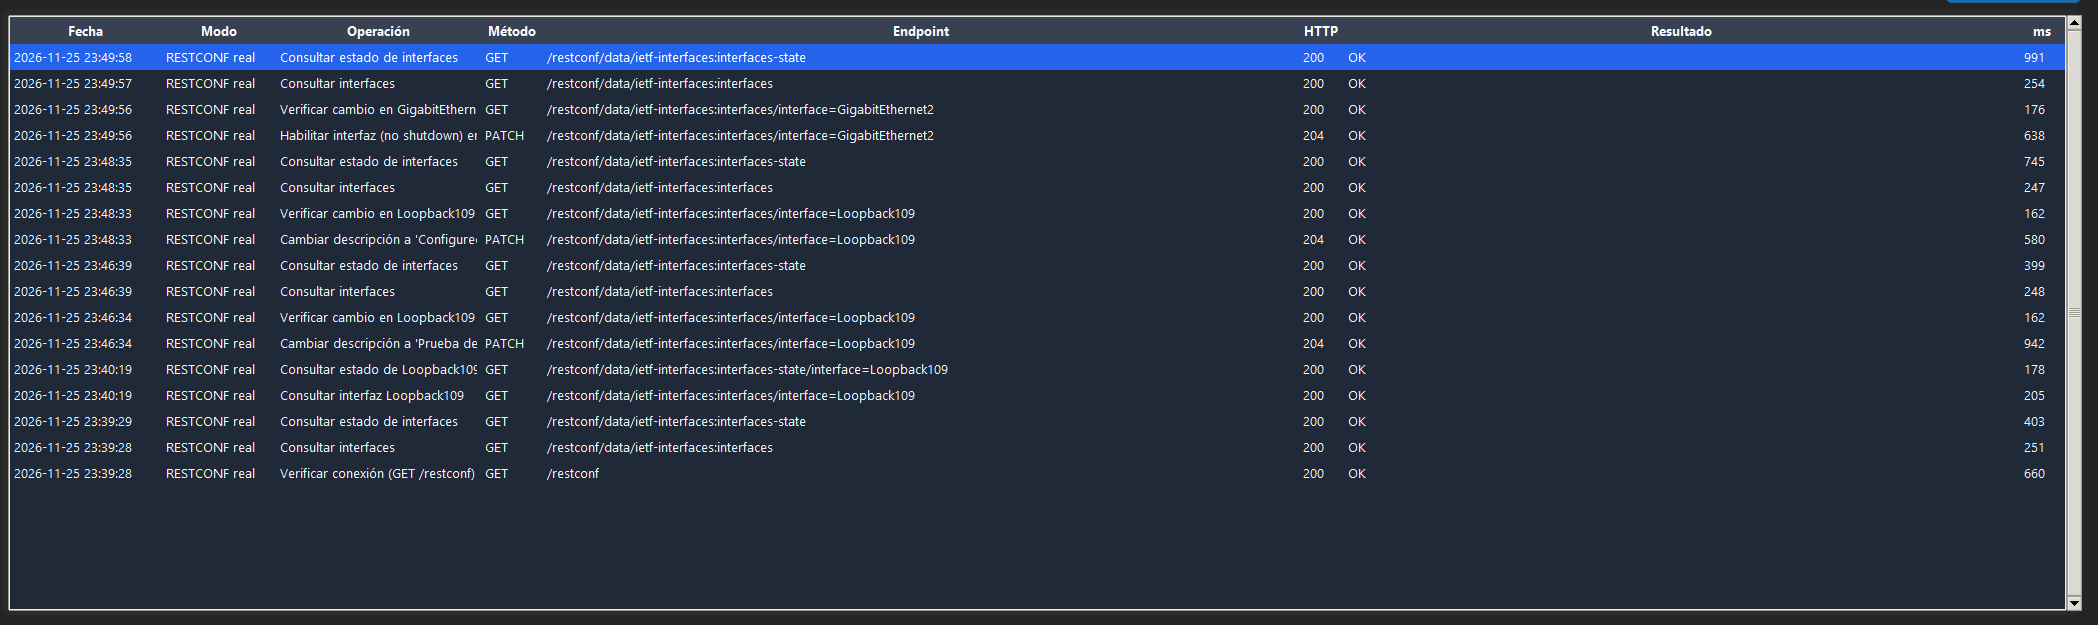 Fecha Modo Operación Método Endpoint HTTP Resultado ms
2026-11-25 23:49:58 RESTCONF real Consultar estado de interfaces GET /restconf/data/ietf-interfaces:interfaces-state 200 OK 991
2026-11-25 23:49:57 RESTCONF real Consultar interfaces GET /restconf/data/ietf-interfaces:interfaces 200 OK 254
2026-11-25 23:49:56 RESTCONF real Verificar cambio en GigabitEthern GET /restconf/data/ietf-interfaces:interfaces/interface=GigabitEthernet2 200 OK 176
2026-11-25 23:49:56 RESTCONF real Habilitar interfaz (no shutdown) en PATCH /restconf/data/ietf-interfaces:interfaces/interface=GigabitEthernet2 204 OK 638
2026-11-25 23:48:35 RESTCONF real Consultar estado de interfaces GET /restconf/data/ietf-interfaces:interfaces-state 200 OK 745
2026-11-25 23:48:35 RESTCONF real Consultar interfaces GET /restconf/data/ietf-interfaces:interfaces 200 OK 247
2026-11-25 23:48:33 RESTCONF real Verificar cambio en Loopback109 GET /restconf/data/ietf-interfaces:interfaces/interface=Loopback109 200 OK 162
2026-11-25 23:48:33 RESTCONF real Cambiar descripción a 'Configure PATCH /restconf/data/ietf-interfaces:interfaces/interface=Loopback109 204 OK 580
2026-11-25 23:46:39 RESTCONF real Consultar estado de interfaces GET /restconf/data/ietf-interfaces:interfaces-state 200 OK 399
2026-11-25 23:46:39 RESTCONF real Consultar interfaces GET /restconf/data/ietf-interfaces:interfaces 200 OK 248
2026-11-25 23:46:34 RESTCONF real Verificar cambio en Loopback109 GET /restconf/data/ietf-interfaces:interfaces/interface=Loopback109 200 OK 162
2026-11-25 23:46:34 RESTCONF real Cambiar descripción a 'Prueba de PATCH /restconf/data/ietf-interfaces:interfaces/interface=Loopback109 204 OK 942
2026-11-25 23:40:19 RESTCONF real Consultar estado de Loopback109 GET /restconf/data/ietf-interfaces:interfaces-state/interface=Loopback109 200 OK 178
2026-11-25 23:40:19 RESTCONF real Consultar interfaz Loopback109 GET /restconf/data/ietf-interfaces:interfaces/interface=Loopback109 200 OK 205
2026-11-25 23:39:29 RESTCONF real Consultar estado de interfaces GET /restconf/data/ietf-interfaces:interfaces-state 200 OK 403
2026-11-25 23:39:28 RESTCONF real Consultar interfaces GET /restconf/data/ietf-interfaces:interfaces 200 OK 251
2026-11-25 23:39:28 RESTCONF real Verificar conexión (GET /restconf) GET /restconf 200 OK 660